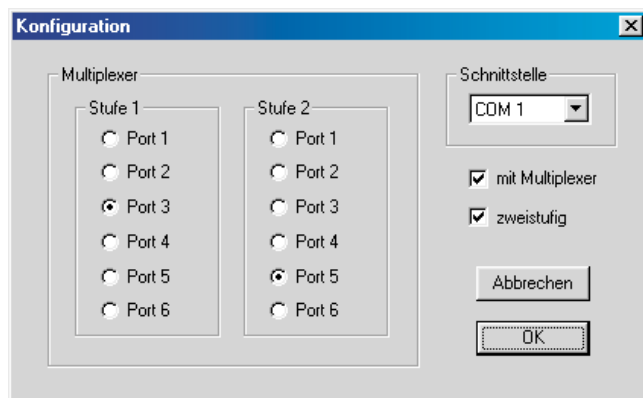 Konfiguration
Multiplexer
Stufe 1
Port 1
Port 2
Port 3
Port 4
Port 5
Port 6
Stufe 2
Port 1
Port 2
Port 3
Port 4
Port 5
Port 6
Schnittstelle
COM 1
mit Multiplexer
zweistufig
Abbrechen
OK